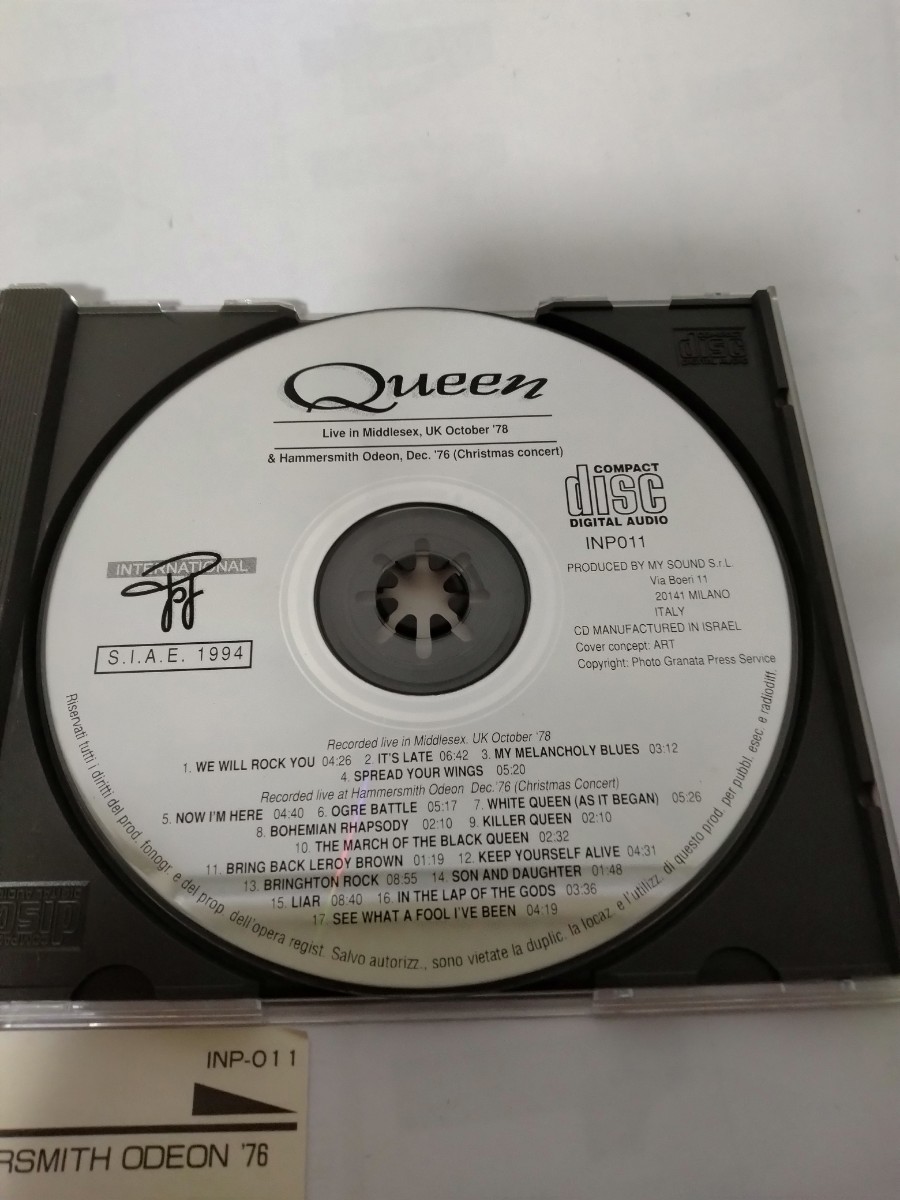 Queen
Live in Middlesex, UK October '78
& Hammersmith Odeon, Dec. '76 (Christmas concert)
COMPACT
disc
DIGITAL AUDIO
INP011
PRODUCED BY MY SOUND S.r.L.
Via Boeri 11
20141 MILANO
ITALY
CD MANUFACTURED IN ISRAEL
Cover concept: ART
Copyright: Photo Granata Press Service
INTERNATIONAL
S.I.A.E. 1994
Recorded live in Middlesex. UK October '78
1. WE WILL ROCK YOU 04:26 2. IT'S LATE 06:42 3. MY MELANCHOLY BLUES 03:12
4. SPREAD YOUR WINGS 05:20
Recorded live at Hammersmith Odeon Dec.'76 (Christmas Concert)
5. NOW I'M HERE 04:40 6. OGRE BATTLE 05:17 7. WHITE QUEEN (AS IT BEGAN) 05:26
8. BOHEMIAN RHAPSODY 02:10 9. KILLER QUEEN 02:10
10. THE MARCH OF THE BLACK QUEEN 02:32
11. BRING BACK LEROY BROWN 01:19 12. KEEP YOURSELF ALIVE 04:31
13. BRINGHTON ROCK 08:55 14. SON AND DAUGHTER 01:48
15. LIAR 08:40 16. IN THE LAP OF THE GODS 03:36
17. SEE WHAT A FOOL I'VE BEEN 04:19
Riservati tutti i diritti del prod. fonogr. e del prop. dell'opera regist. Salvo autorizz., sono vietate la duplic. la locaz. e l'utilizz. di questo prod. per pubbl. esec. e radiodiff.
disc
disc
INP-011
RSMITH ODEON '76